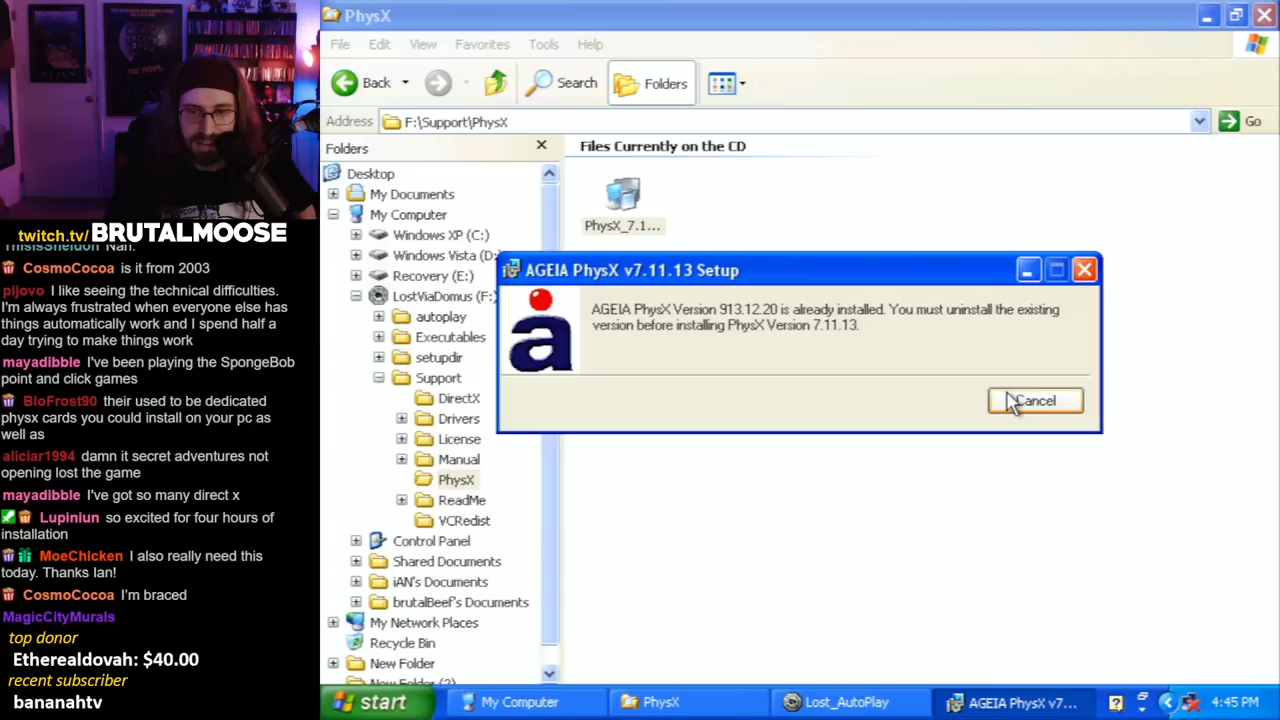 twitch.tv/BRUTALMOOSE
ThisIsSheldon Nah.
CosmoCocoa is it from 2003
pijovo I like seeing the technical difficulties.
I'm always frustrated when everyone else has
things automatically work and I spend half a
day trying to make things work
mayadibble I've been playing the SpongeBob
point and click games
BioFrost90 their used to be dedicated
physx cards you could install on your pc as
well as
aliciar1994 damn it secret adventures not
opening lost the game
mayadibble I've got so many direct x
Lupiniun so excited for four hours of
installation
MoeChicken I also really need this
today. Thanks Ian!
CosmoCocoa I'm braced
MagicCityMurals
top donor
Etherealdovah: $40.00
recent subscriber
bananahtv
PhysX
File Edit View Favorites Tools Help
Back Search Folders
Address F:\Support\PhysX Go
Folders
Desktop
My Documents
My Computer
Windows XP (C:)
Windows Vista (D:
Recovery (E:)
LostViaDomus (F:
autoplay
Executables
setupdir
Support
DirectX
Drivers
License
Manual
PhysX
ReadMe
VCRedist
Control Panel
Shared Documents
iAN's Documents
brutalBeef's Documents
My Network Places
Recycle Bin
New Folder
New Folder (2)
Files Currently on the CD
PhysX_7.1...
AGEIA PhysX v7.11.13 Setup
a
AGEIA PhysX Version 913.12.20 is already installed. You must uninstall the existing
version before installing PhysX Version 7.11.13.
Cancel
start My Computer PhysX Lost_AutoPlay AGEIA PhysX v7... 4:45 PM